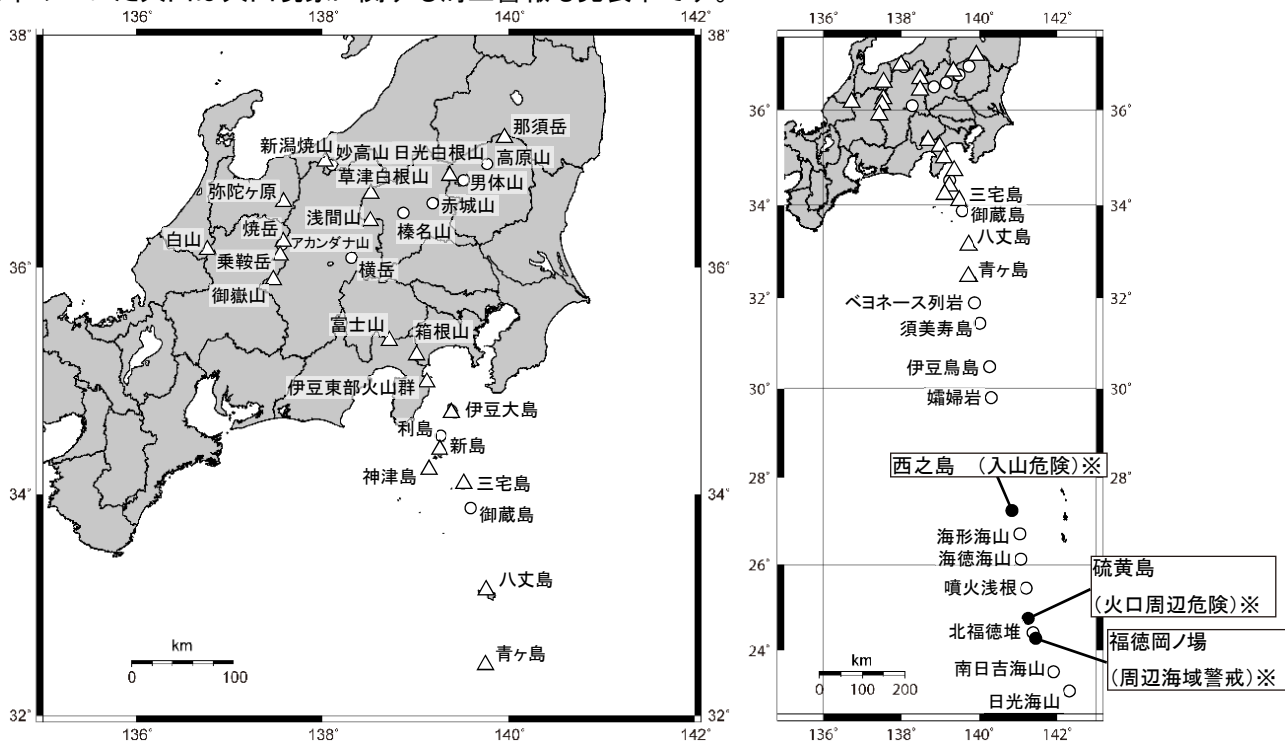 136° 138° 140° 142°
38°
36°
34°
32°
那須岳
新潟焼山
妙高山
日光白根山
高原山
草津白根山
男体山
弥陀ヶ原
赤城山
浅間山
榛名山
焼岳
アカンダナ山
白山
乗鞍岳
横岳
御嶽山
富士山
箱根山
伊豆東部火山群
伊豆大島
利島
新島
神津島
三宅島
御蔵島
八丈島
青ヶ島
km
0 100
136° 138° 140° 142°
136° 138° 140° 142°
38°
36° 36°
34° 34°
32° 32°
30° 30°
28° 28°
26° 26°
24° 24°
三宅島
御蔵島
八丈島
青ヶ島
ベヨネース列岩
須美寿島
伊豆鳥島
孀婦岩
西之島 (入山危険)※
海形海山
海徳海山
噴火浅根
硫黄島
(火口周辺危険)※
北福徳堆
福徳岡ノ場
(周辺海域警戒)※
南日吉海山
日光海山
km
0 100 200
136° 138° 140° 142°